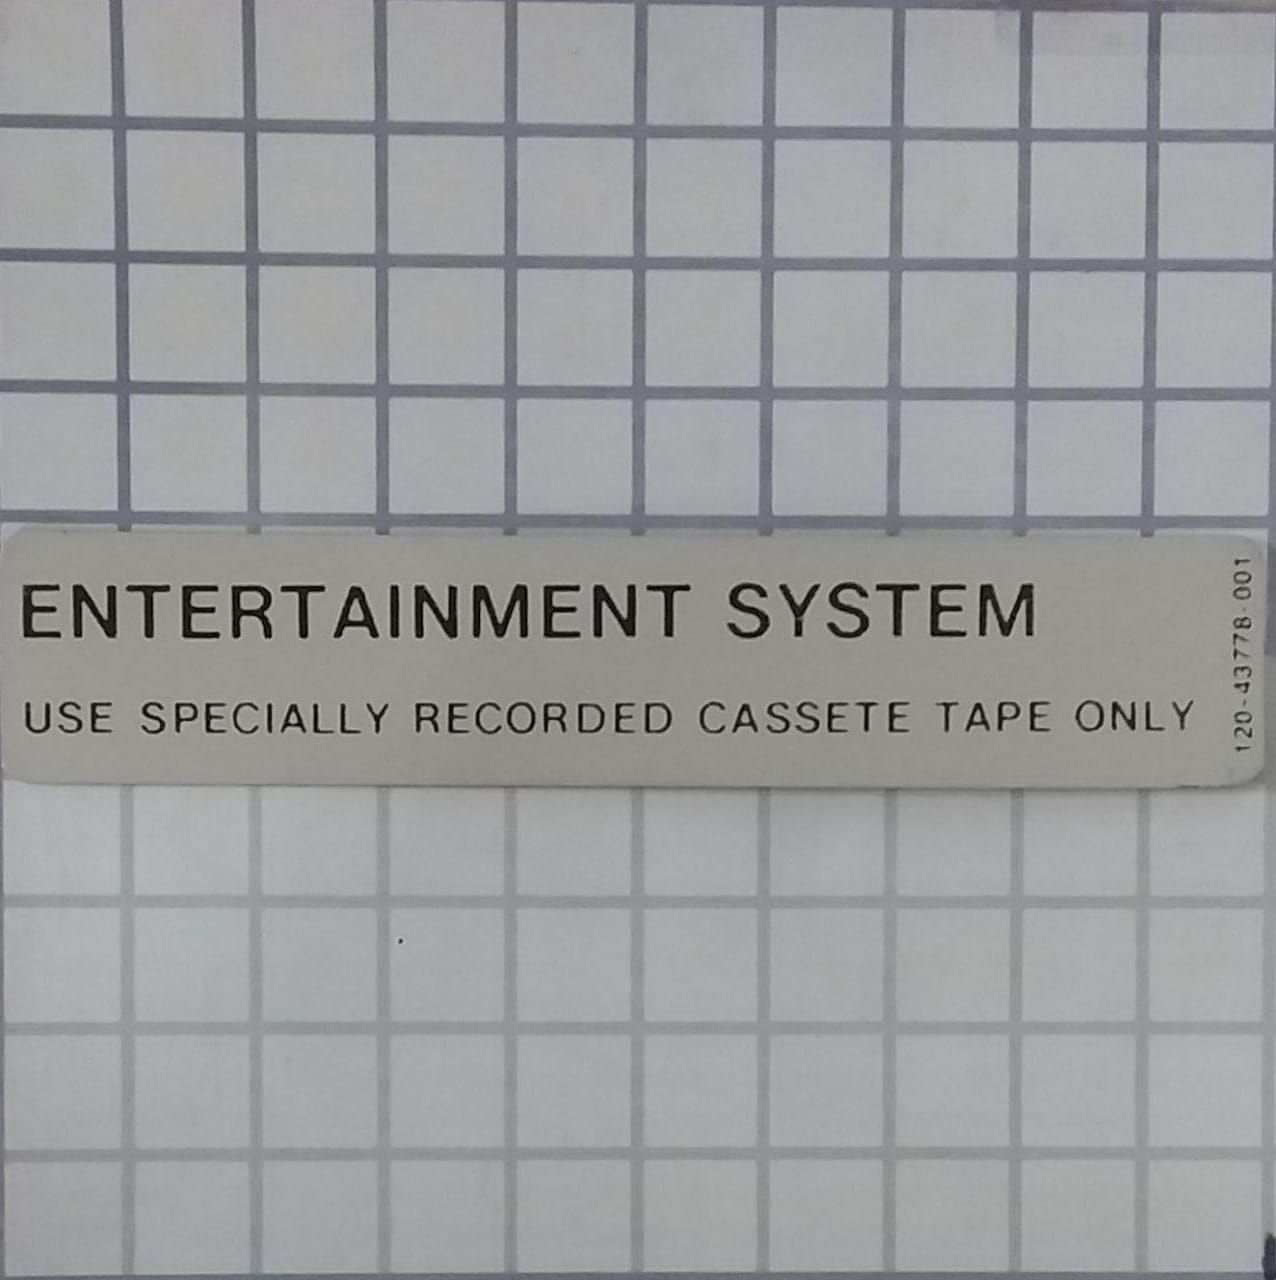 ENTERTAINMENT SYSTEM
USE SPECIALLY RECORDED CASSETE TAPE ONLY
120-43778-001